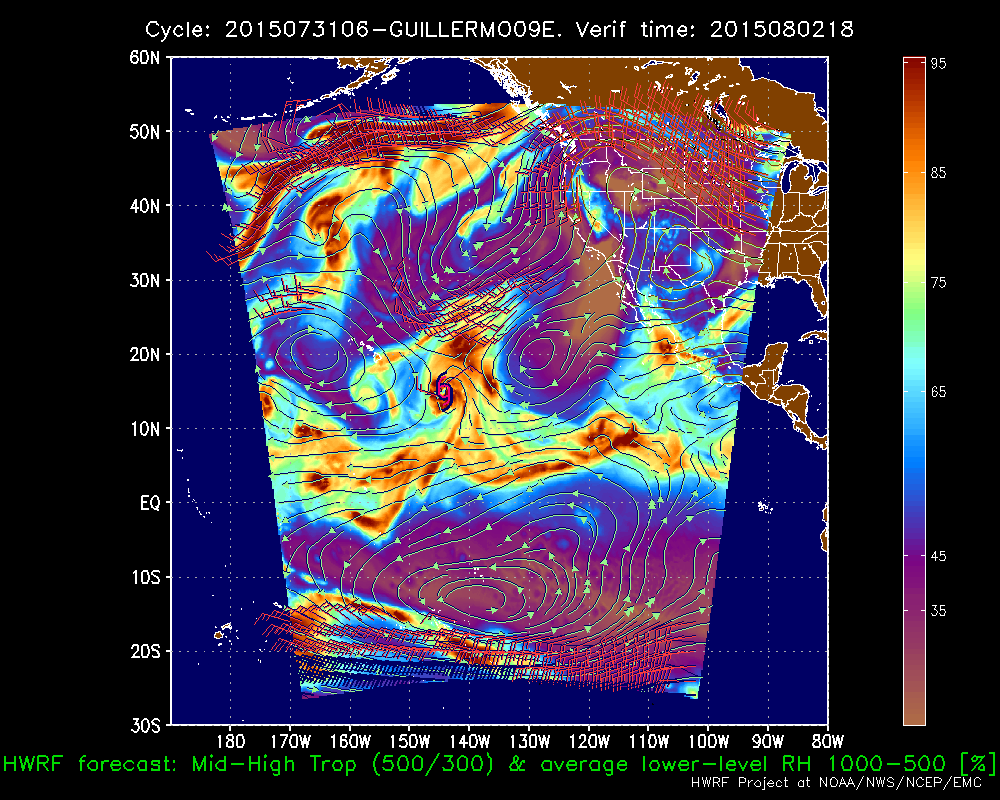 Cycle: 2015073106-GUILLERMO09E. Verif time: 2015080218
60N
50N
40N
30N
20N
10N
EQ
10S
20S
30S
180 170W 160W 150W 140W 130W 120W 110W 100W 90W 80W
95
85
75
65
45
35
L
HWRF forecast: Mid-High Trop (500/300) & average lower-level RH 1000-500 [%]
HWRF Project at NOAA/NWS/NCEP/EMC